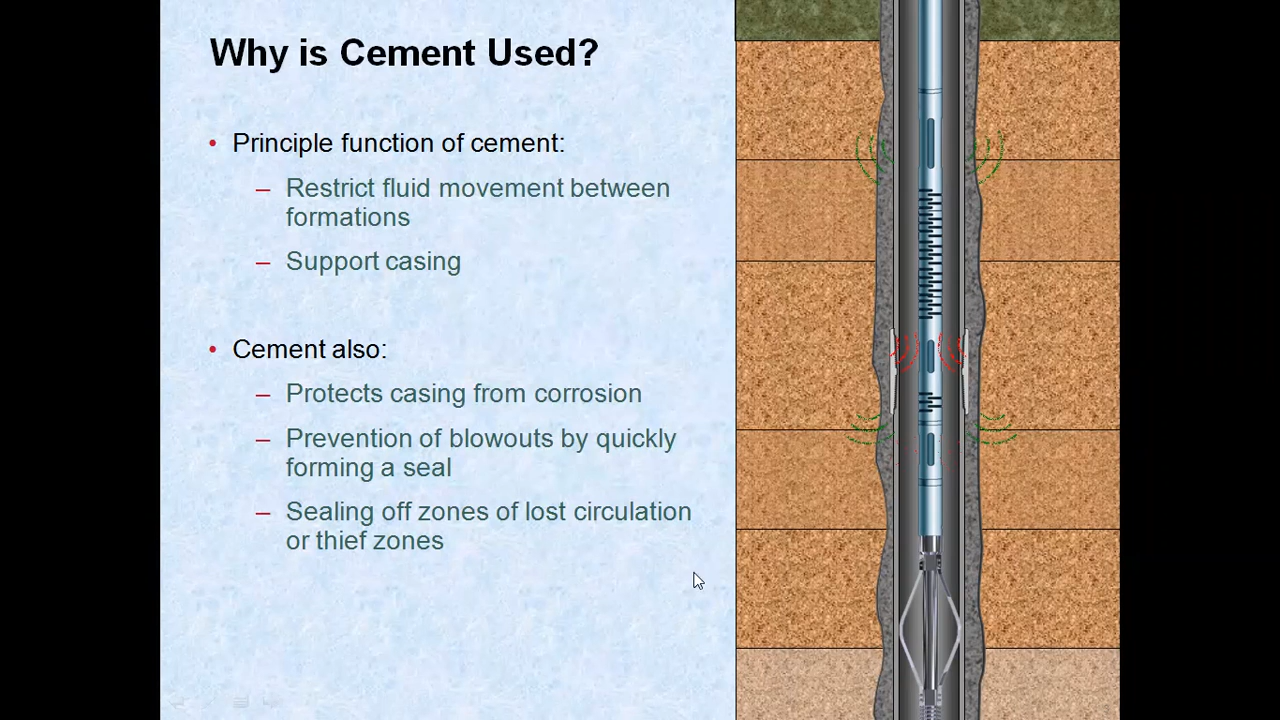 Why is Cement Used?
• Principle function of cement:
– Restrict fluid movement between
formations
– Support casing
• Cement also:
– Protects casing from corrosion
– Prevention of blowouts by quickly
forming a seal
– Sealing off zones of lost circulation
or thief zones